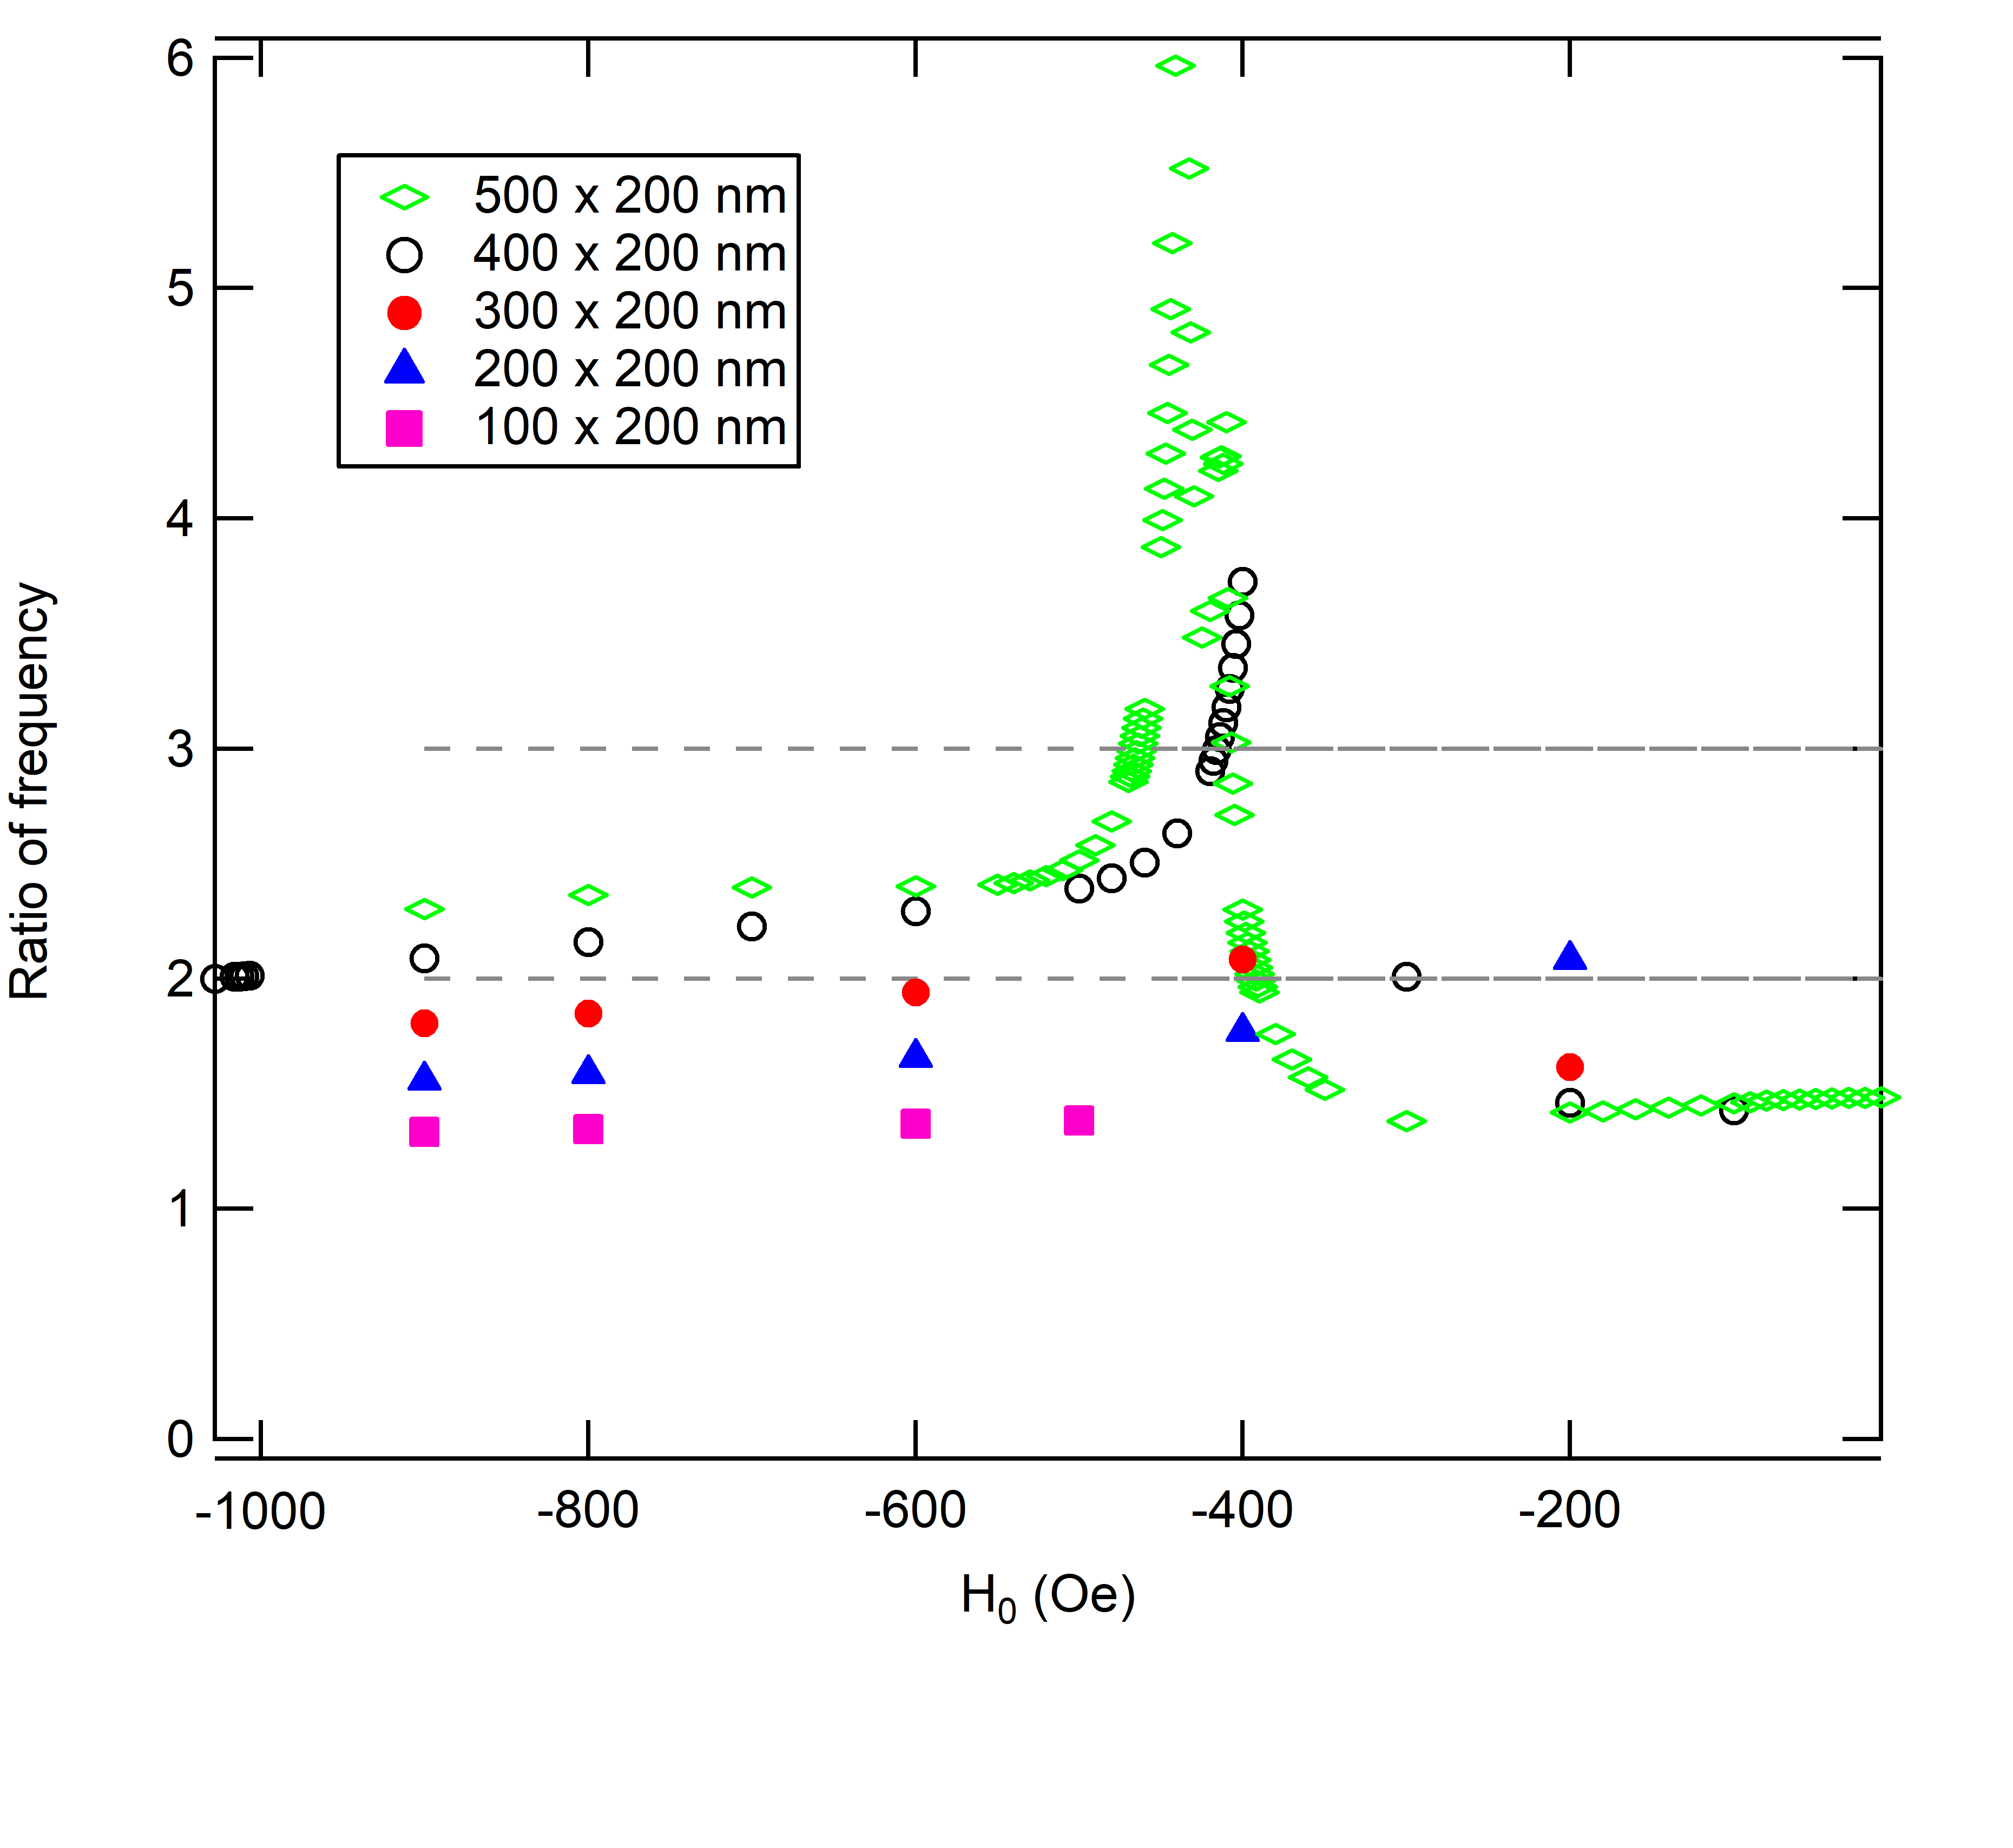 6
5
4
3
2
1
0
Ratio of frequency
500 x 200 nm
400 x 200 nm
300 x 200 nm
200 x 200 nm
100 x 200 nm
-1000 -800 -600 -400 -200
H₀ (Oe)